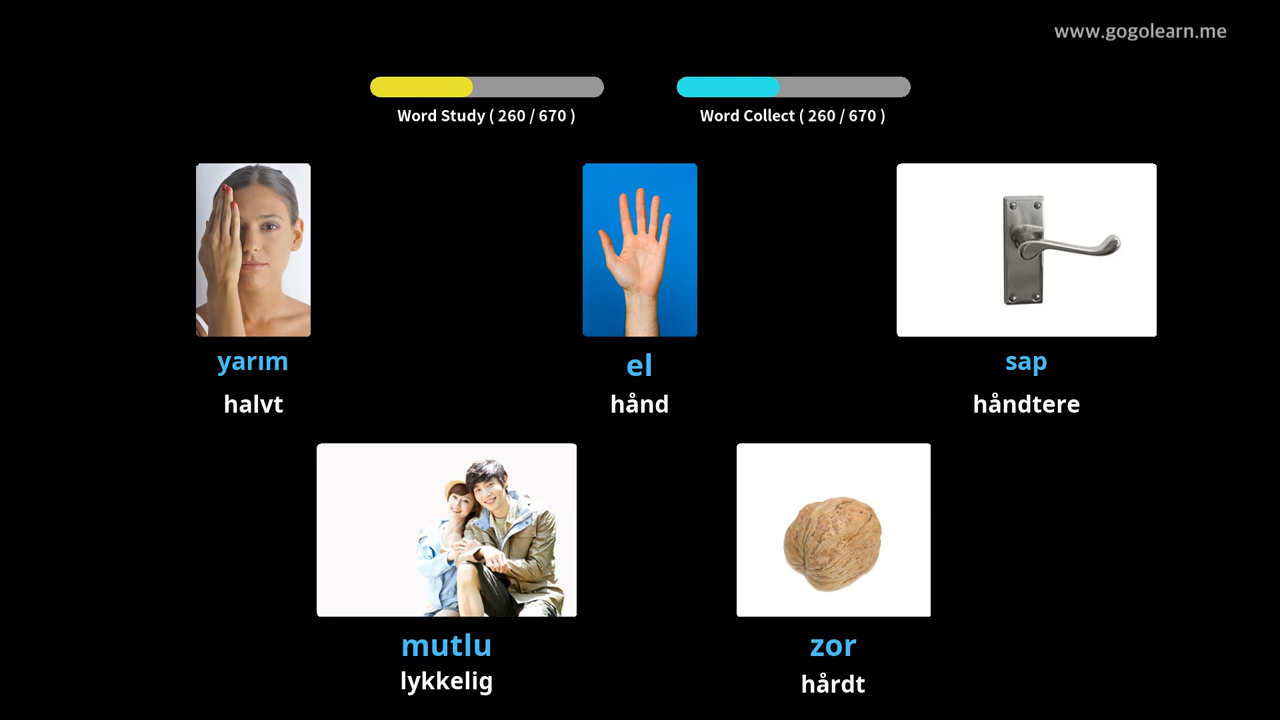 www.gogolearn.me
Word Study ( 260 / 670 )
Word Collect ( 260 / 670 )
yarım
el
sap
halvt
hånd
håndtere
mutlu
zor
lykkelig
hårdt